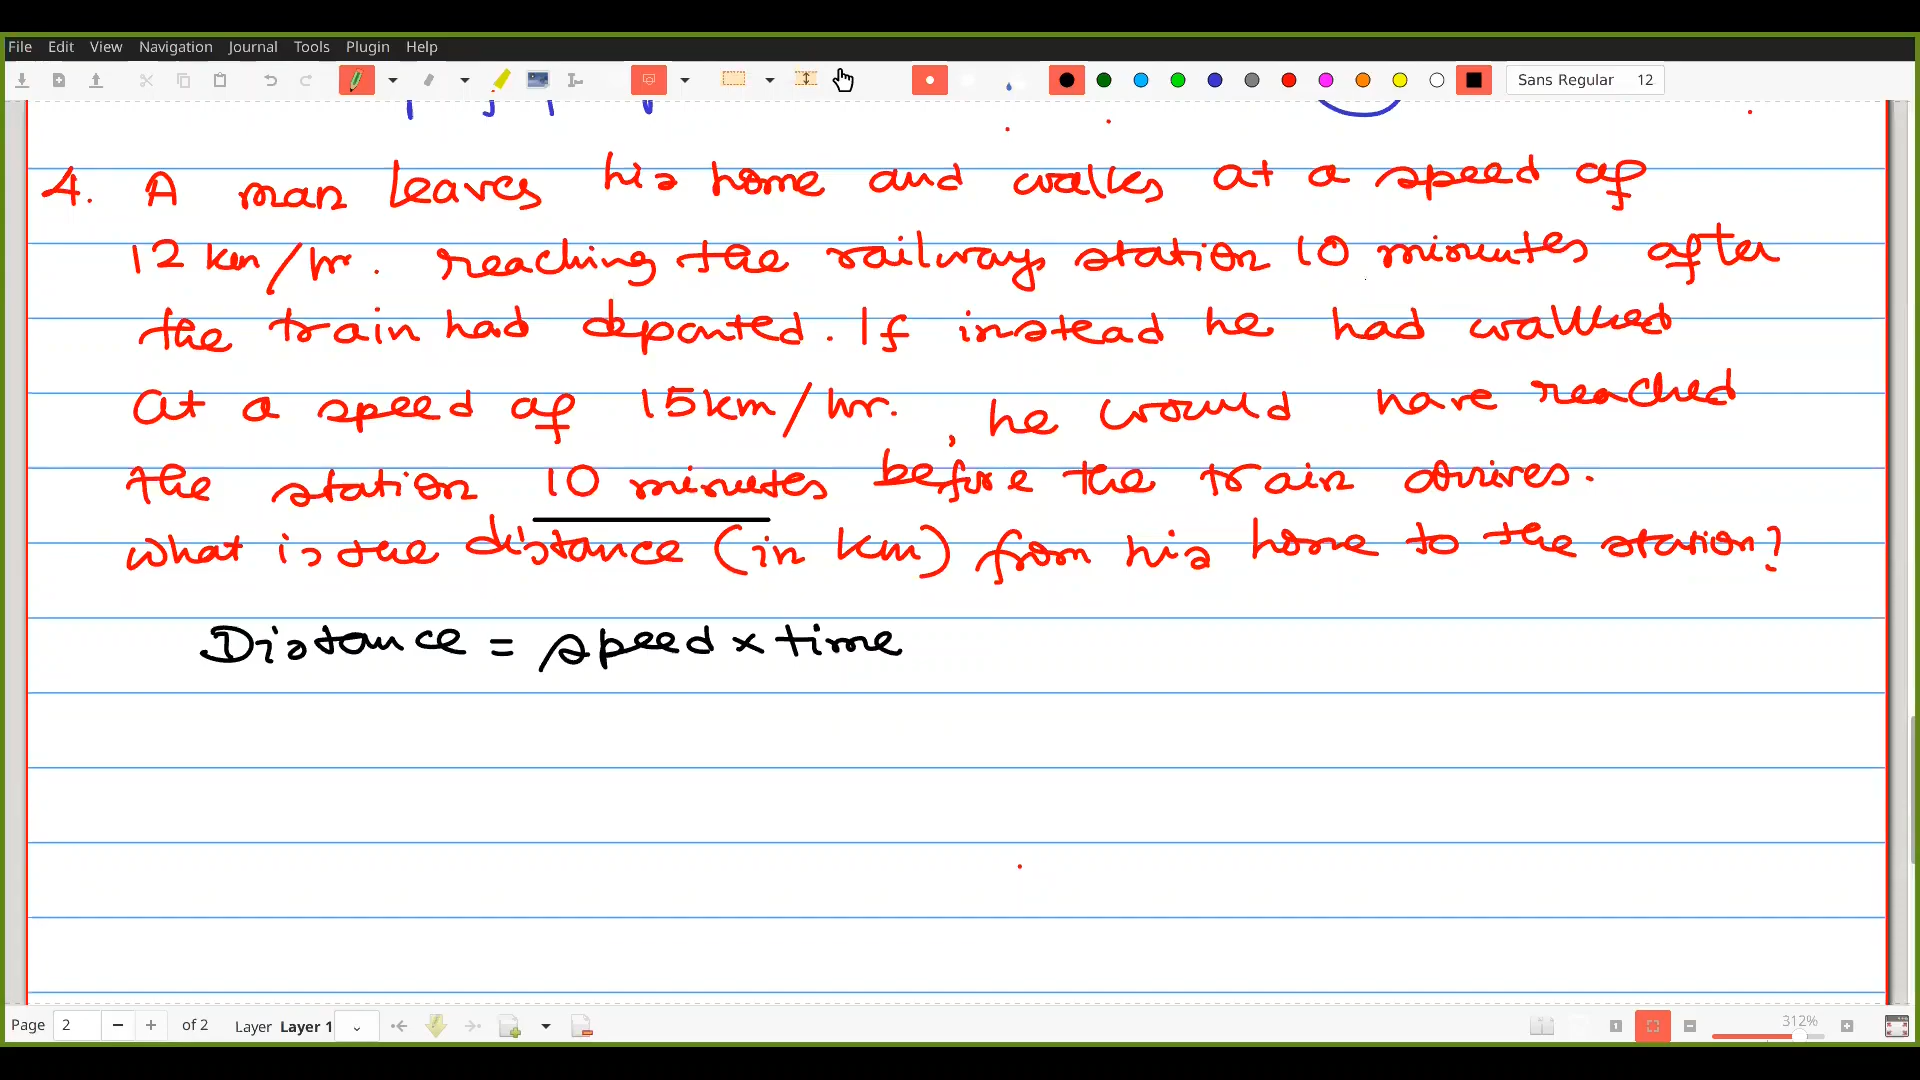 File Edit View Navigation Journal Tools Plugin Help
Sans Regular 12
4. A man leaves his home and walks at a speed of
12 km/hr. reaching the railway station 10 minutes after
the train had departed. If instead he had walked
at a speed of 15 km/hr., he would have reached
the station 10 minutes before the train arrives.
what is the distance (in km) from his home to the station?
Distance = speed × time
Page 2 of 2 Layer Layer 1 312%